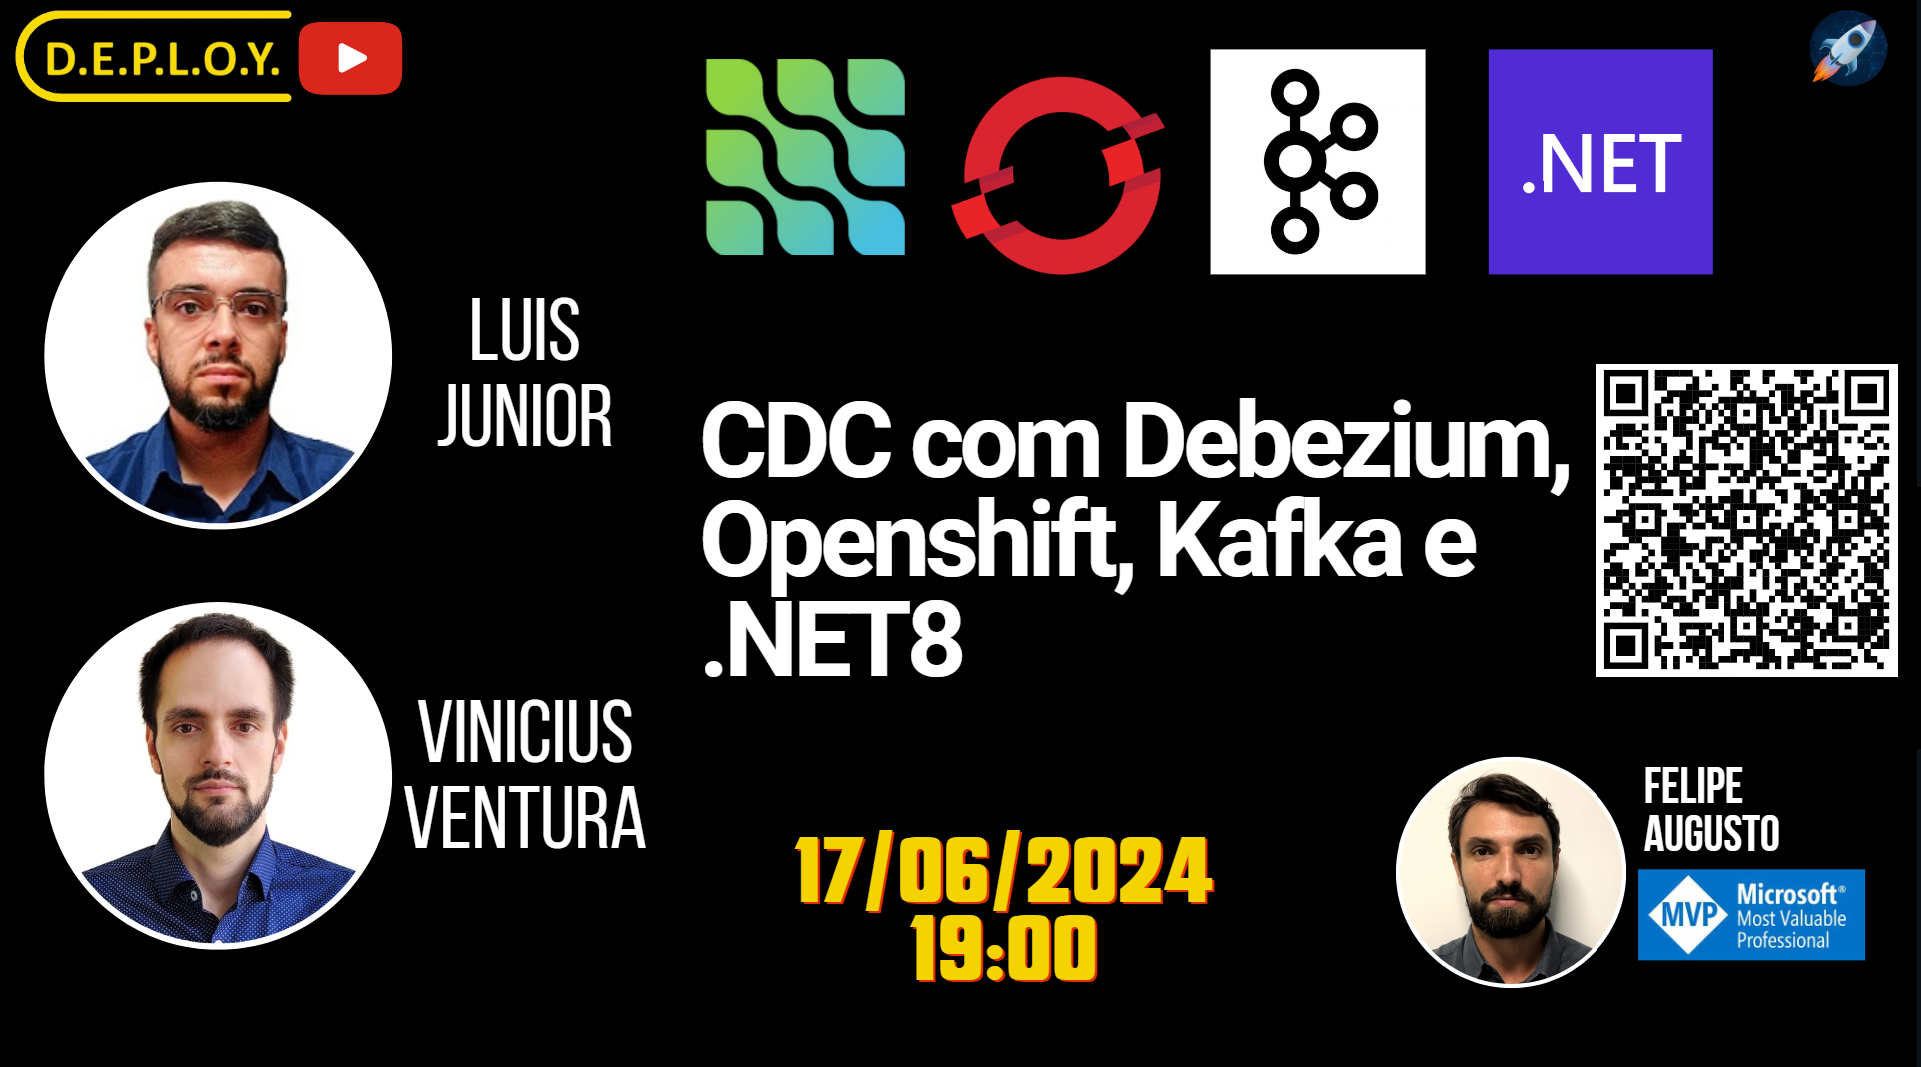 D.E.P.L.O.Y.
.NET
LUIS
JUNIOR
CDC com Debezium,
Openshift, Kafka e
.NET8
VINICIUS
VENTURA
17/06/2024
19:00
FELIPE
AUGUSTO
MVP
Microsoft®
Most Valuable
Professional